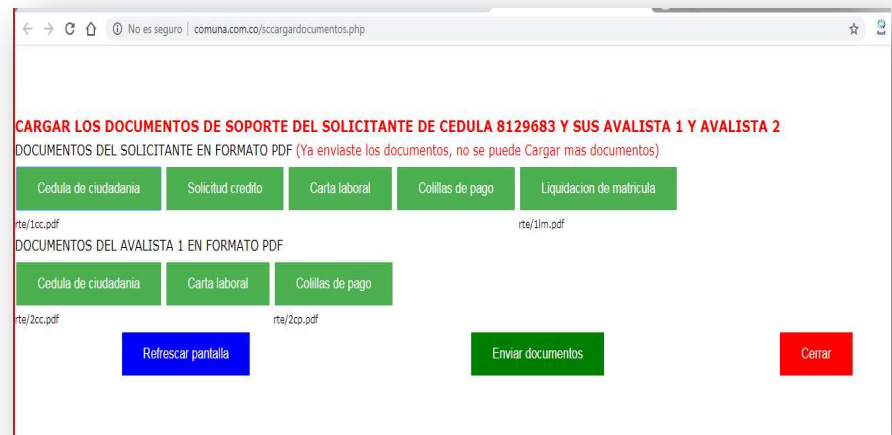 No es seguro | comuna.com.co/sccargardocumentos.php
CARGAR LOS DOCUMENTOS DE SOPORTE DEL SOLICITANTE DE CEDULA 8129683 Y SUS AVALISTA 1 Y AVALISTA 2
DOCUMENTOS DEL SOLICITANTE EN FORMATO PDF (Ya enviaste los documentos, no se puede Cargar mas documentos)
Cedula de ciudadania Solicitud credito Carta laboral Colillas de pago Liquidacion de matricula
rte/1cc.pdf rte/1lm.pdf
DOCUMENTOS DEL AVALISTA 1 EN FORMATO PDF
Cedula de ciudadania Carta laboral Colillas de pago
rte/2cc.pdf rte/2cp.pdf
Refrescar pantalla Enviar documentos Cerrar